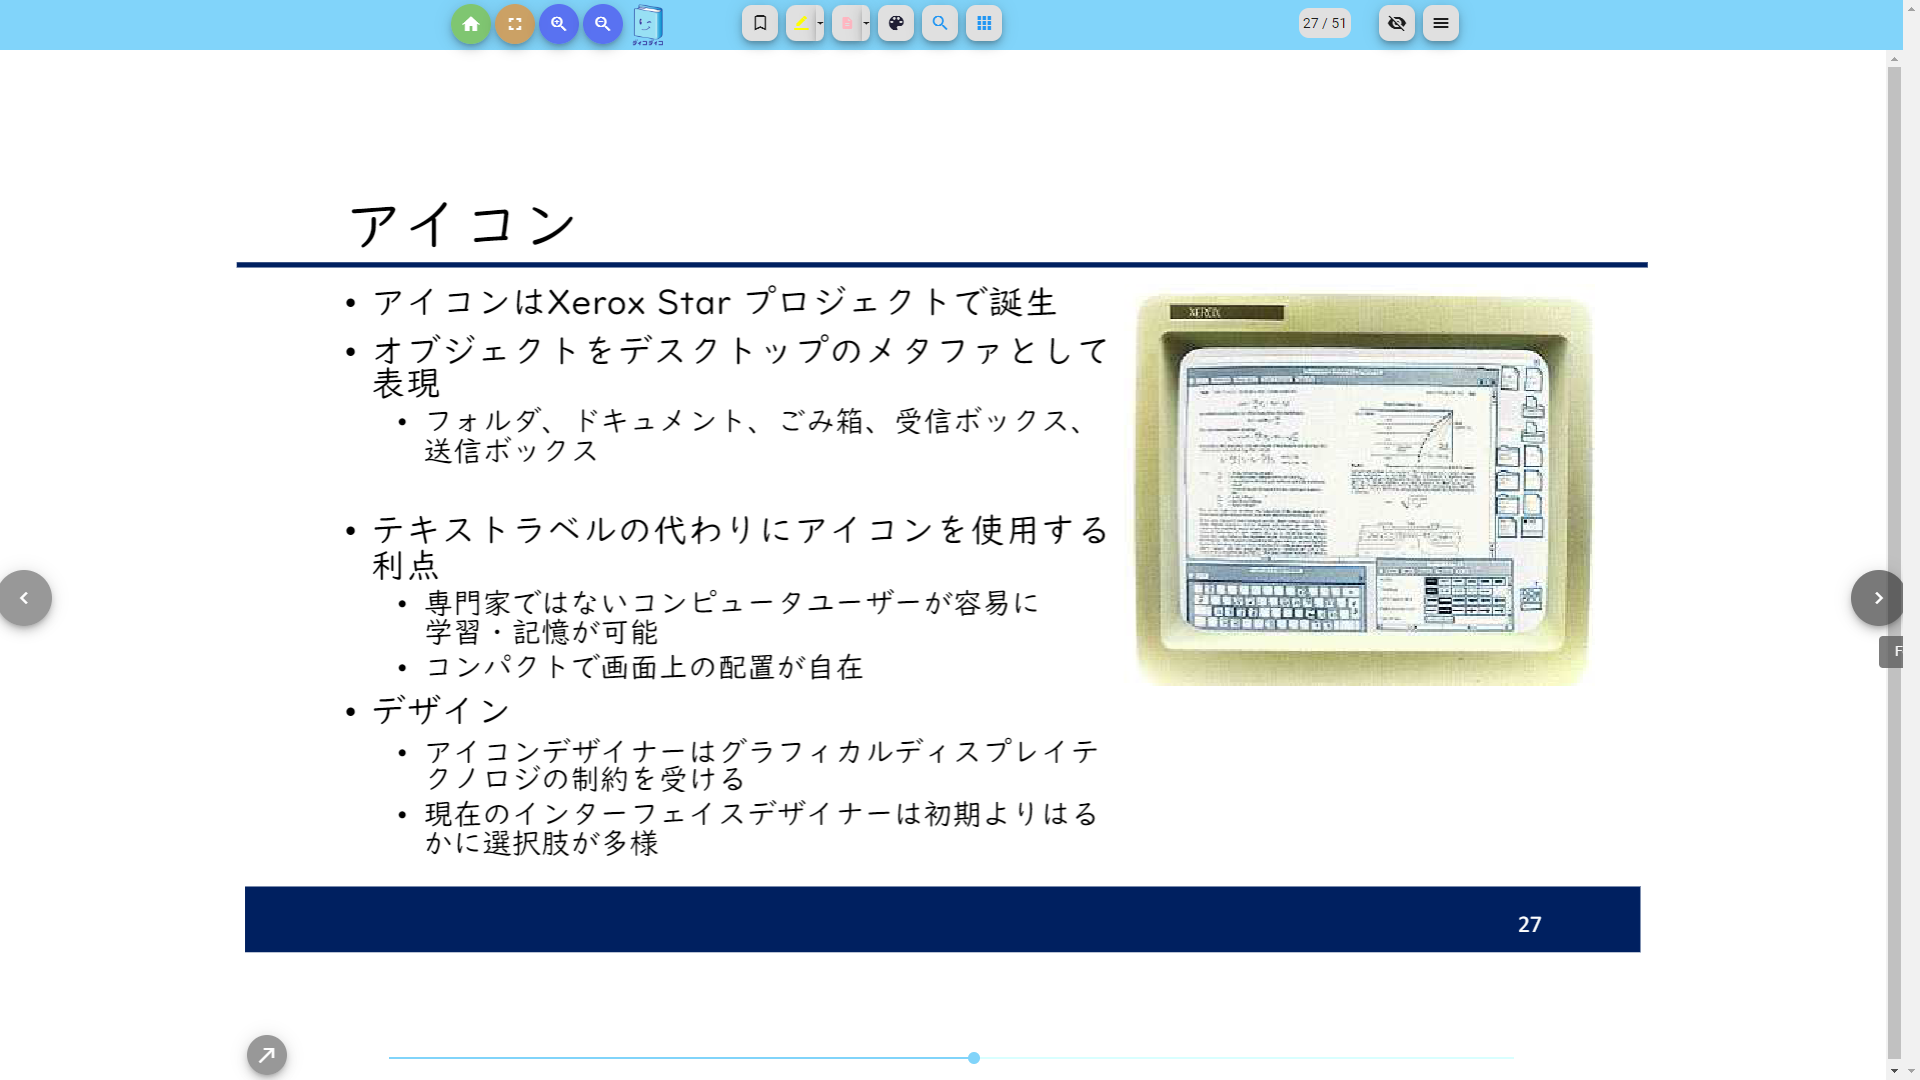 ダイコダイコ
27 / 51
アイコン
• アイコンはXerox Star プロジェクトで誕生
• オブジェクトをデスクトップのメタファとして
表現
• フォルダ、ドキュメント、ごみ箱、受信ボックス、
送信ボックス
• テキストラベルの代わりにアイコンを使用する
利点
• 専門家ではないコンピュータユーザーが容易に
学習・記憶が可能
• コンパクトで画面上の配置が自在
• デザイン
• アイコンデザイナーはグラフィカルディスプレイテ
クノロジの制約を受ける
• 現在のインターフェイスデザイナーは初期よりはる
かに選択肢が多様
XEROX
F
27